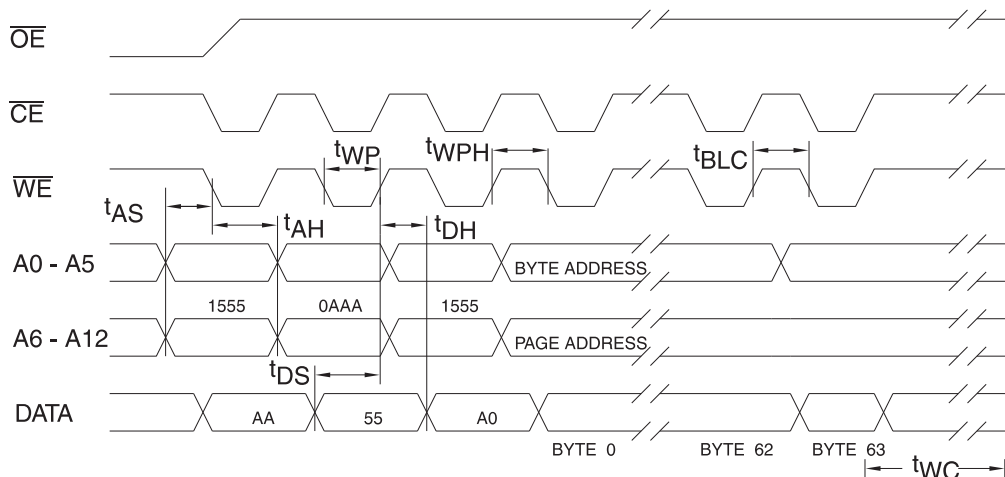 OE
CE
tWP tWPH tBLC
WE
tAS tAH tDH
A0 - A5 BYTE ADDRESS
1555 0AAA 1555
A6 - A12 PAGE ADDRESS
tDS
DATA AA 55 A0
BYTE 0 BYTE 62 BYTE 63
tWC